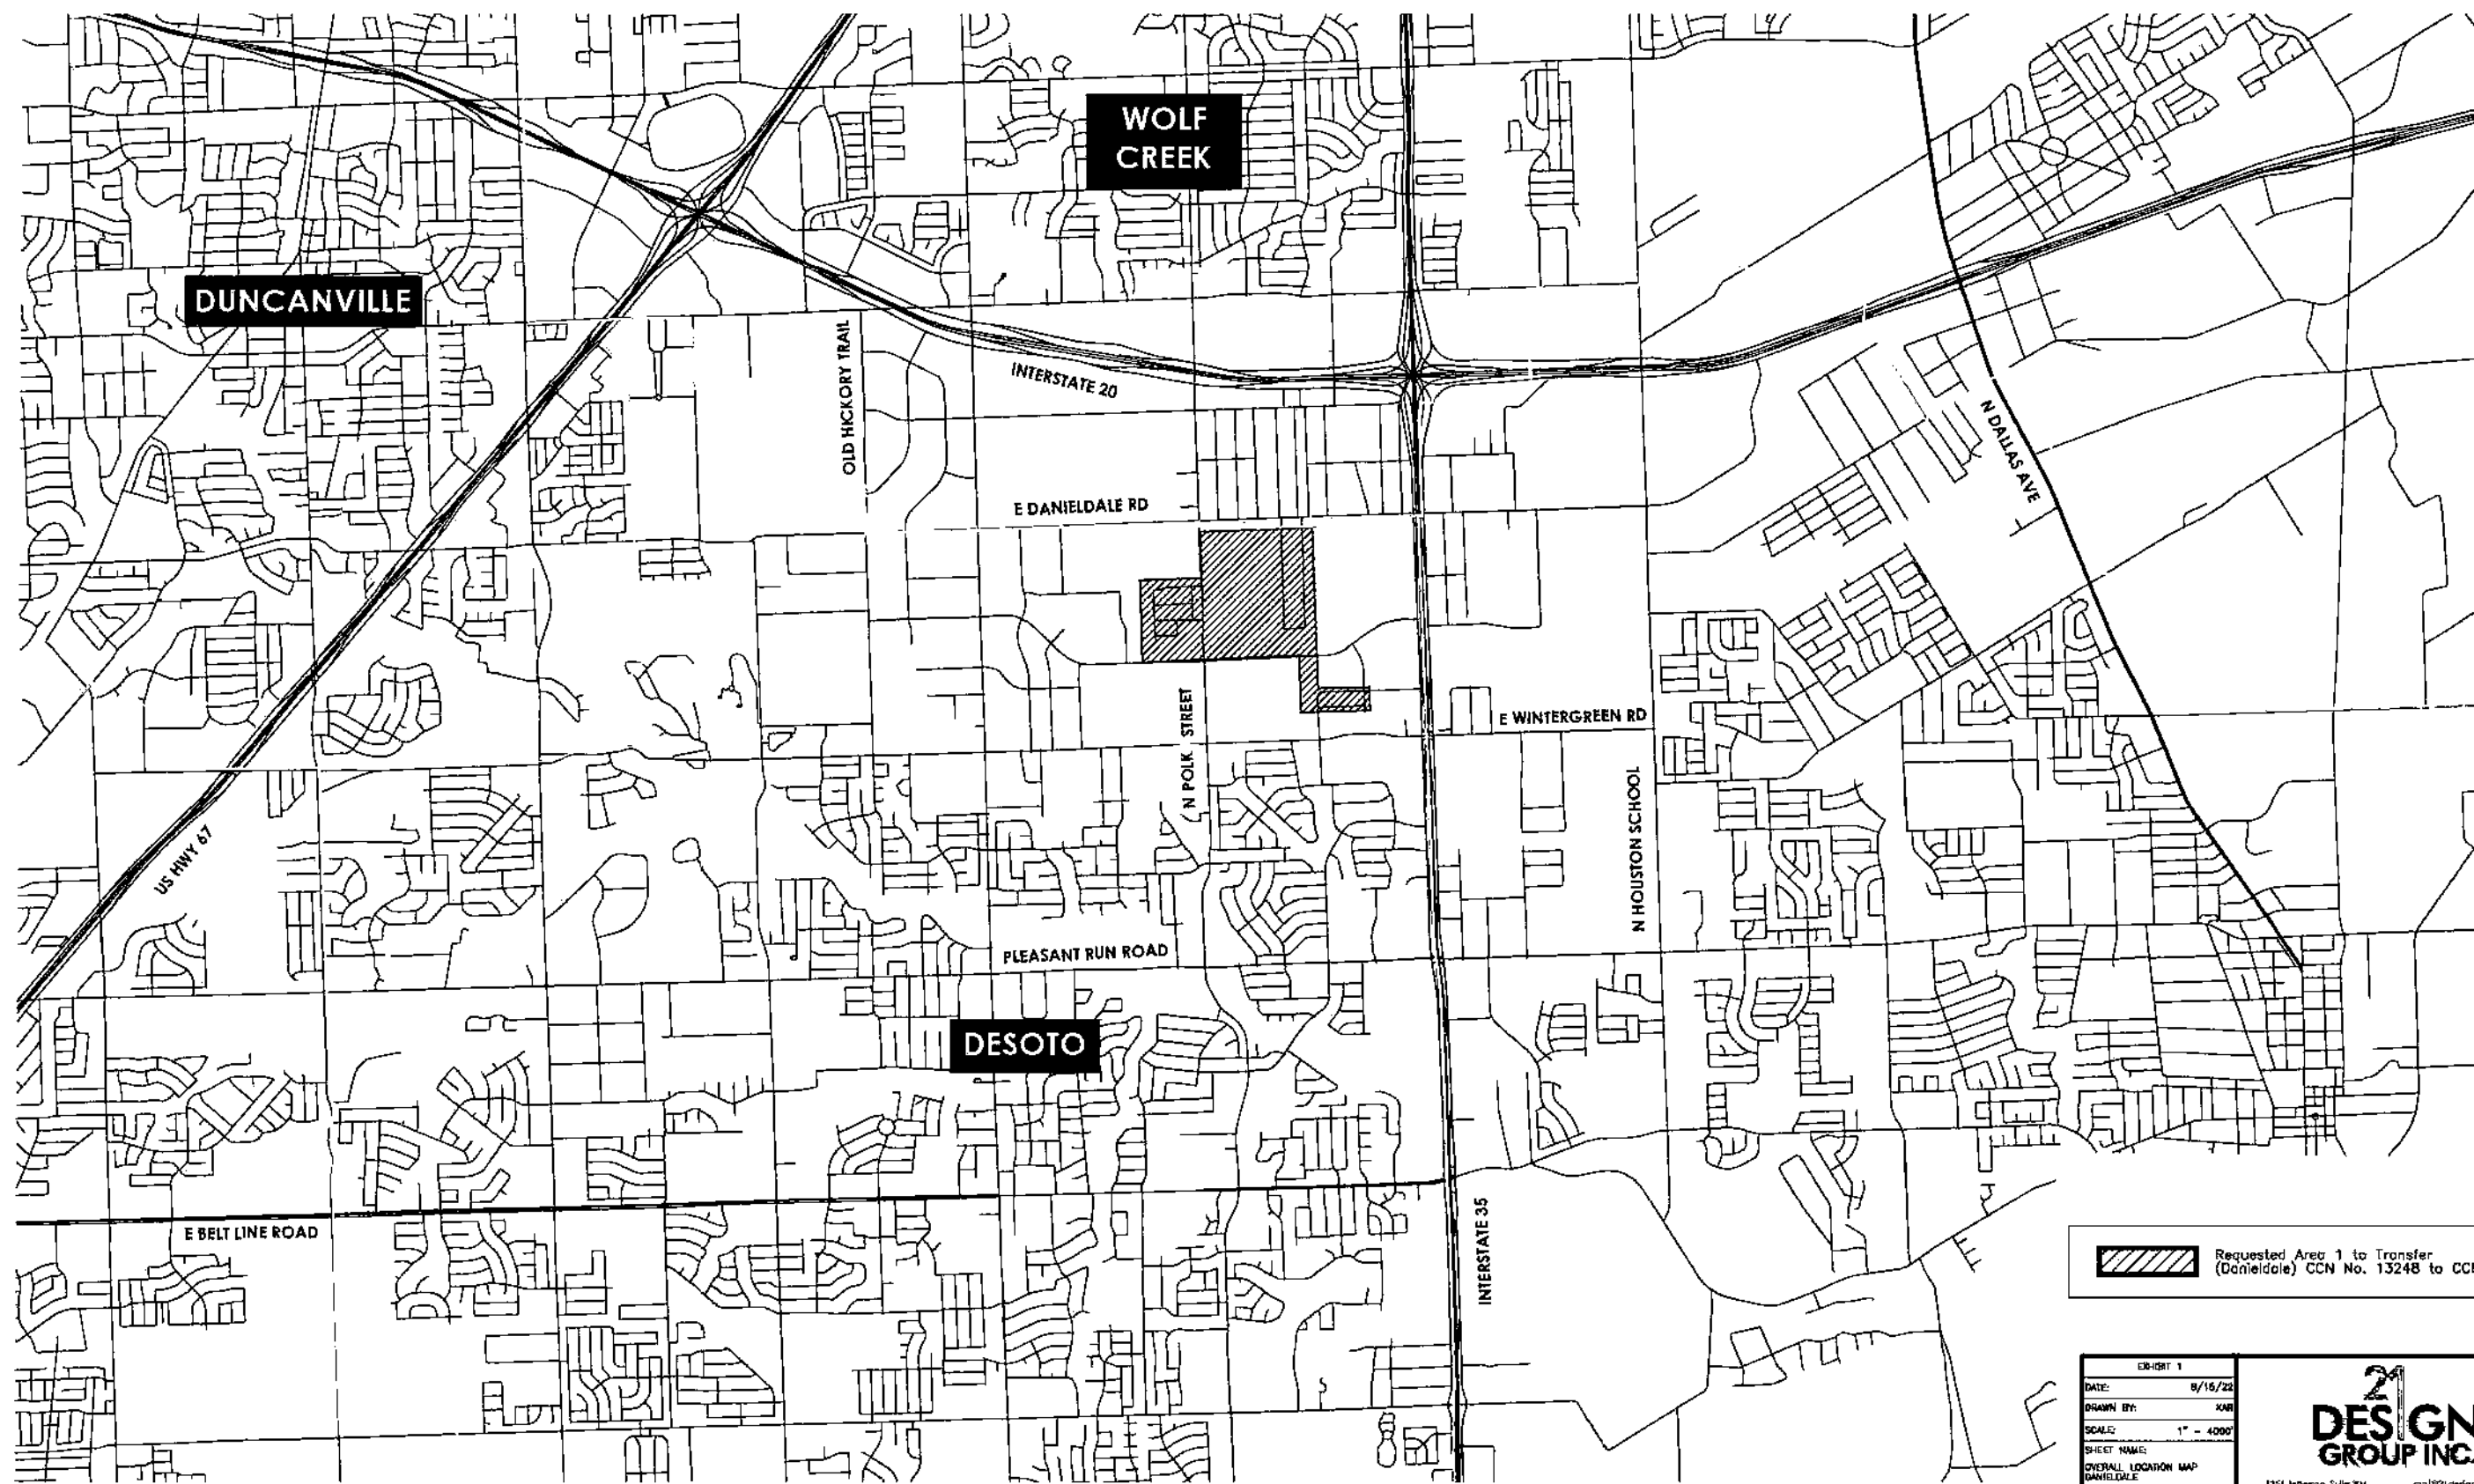 WOLF
CREEK
DUNCANVILLE
OLD HICKORY TRAIL
INTERSTATE 20
N DALLAS AVE
E DANIELDALE RD
N POLK STREET
E WINTERGREEN RD
N HOUSTON SCHOOL
US HWY 67
PLEASANT RUN ROAD
DESOTO
E BELT LINE ROAD
INTERSTATE 35
Requested Area 1 to Transfer
(Danieldale) CCN No. 13248 to CCN
EXHIBIT 1
DATE: 8/15/22
DRAWN BY: KAR
SCALE: 1" = 4000'
SHEET NAME:
OVERALL LOCATION MAP
DANIELDALE
21
DESIGN
GROUP INC.